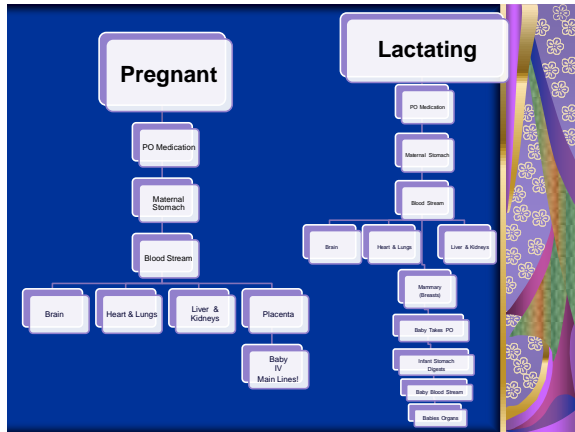 Pregnant
PO Medication
Maternal
Stomach
Blood Stream
Brain
Heart & Lungs
Liver &
Kidneys
Placenta
Baby
IV
Main Lines!
Lactating
PO Medication
Maternal Stomach
Blood Stream
Brain
Heart & Lungs
Liver & Kidneys
Mammary
(Breasts)
Baby Takes PO
Infant Stomach
Digests
Baby Blood Stream
Babies Organs